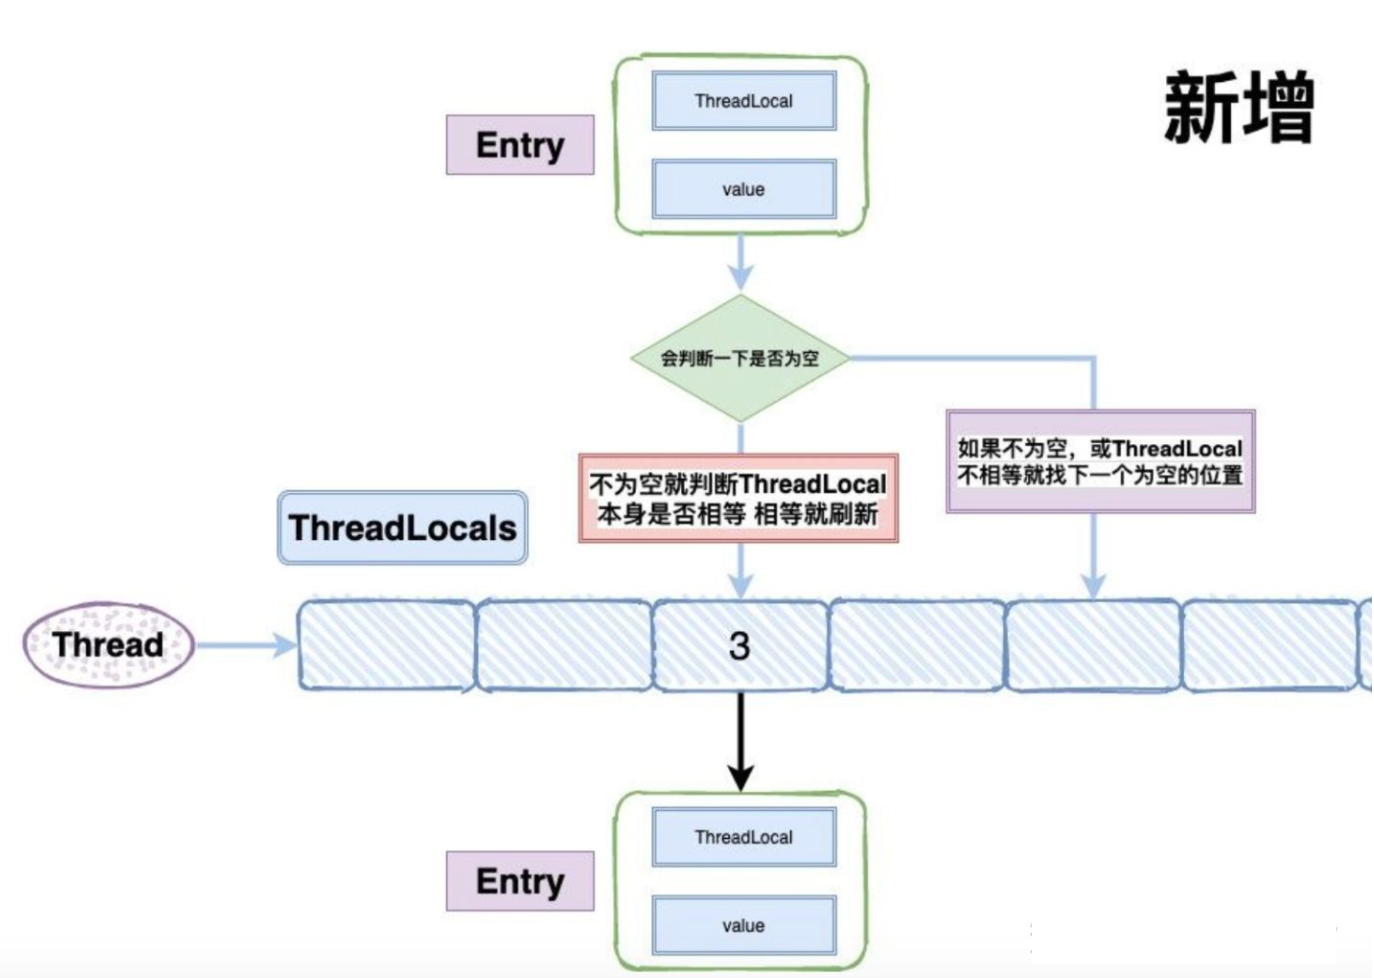 新增
Entry
ThreadLocal
value
会判断一下是否为空
不为空就判断ThreadLocal
本身是否相等 相等就刷新
如果不为空，或ThreadLocal
不相等就找下一个为空的位置
ThreadLocals
Thread
3
Entry
ThreadLocal
value